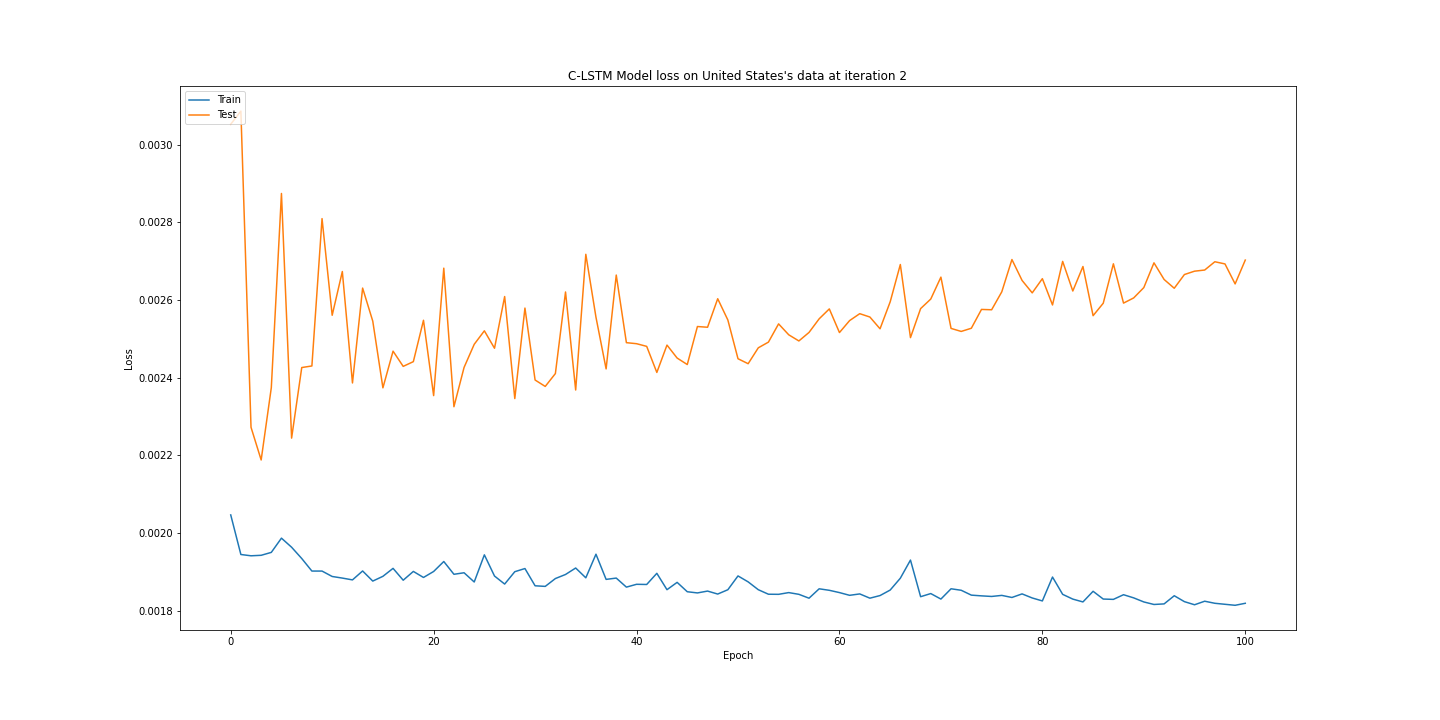 C-LSTM Model loss on United States's data at iteration 2
Train
Test
0.0030
0.0028
0.0026
0.0024
0.0022
0.0020
0.0018
Loss
0 20 40 60 80 100
Epoch